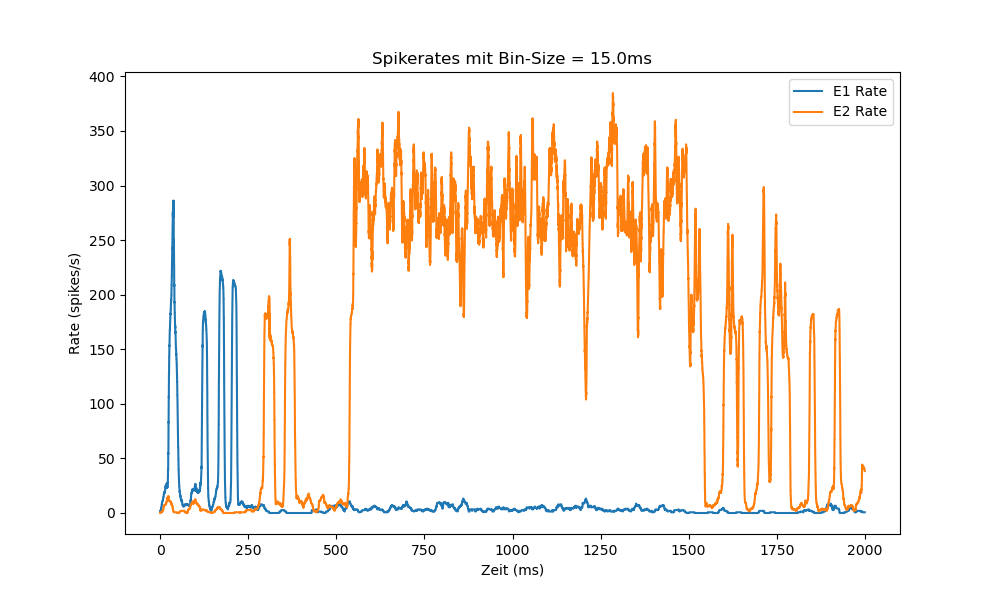 Spikerates mit Bin-Size = 15.0ms
E1 Rate
E2 Rate
Rate (spikes/s)
400
350
300
250
200
150
100
50
0
0 250 500 750 1000 1250 1500 1750 2000
Zeit (ms)